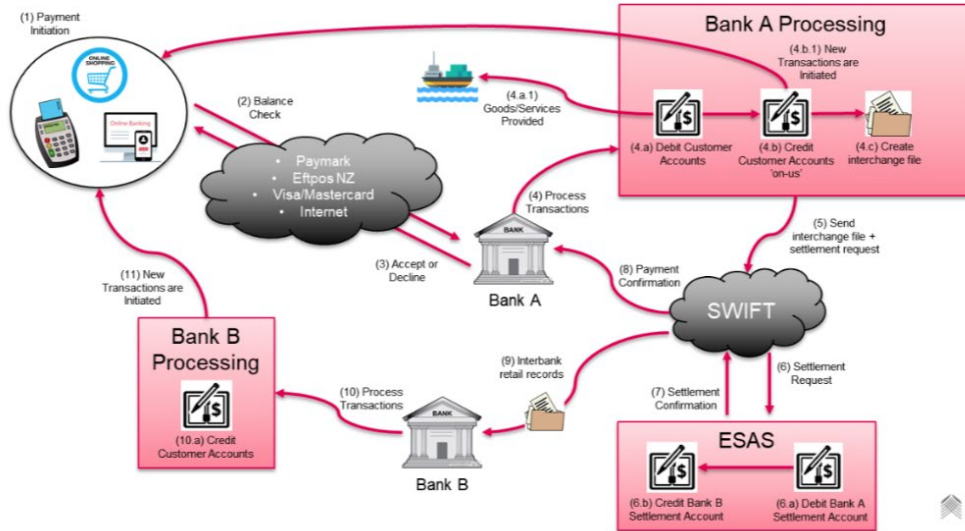 (1) Payment
Initiation
ONLINE
SHOPPING
Online Banking
(2) Balance
Check
• Paymark
• Eftpos NZ
• Visa/Mastercard
• Internet
(3) Accept or
Decline
BANK
Bank A
(4) Process
Transactions
Bank A Processing
(4.a.1)
Goods/Services
Provided
(4.b.1) New
Transactions are
Initiated
$
(4.a) Debit Customer
Accounts
$
(4.b) Credit
Customer Accounts
'on-us'
(4.c) Create
interchange file
(5) Send
interchange file +
settlement request
SWIFT
(6) Settlement
Request
ESAS
$
(6.a) Debit Bank A
Settlement Account
$
(6.b) Credit Bank B
Settlement Account
(7) Settlement
Confirmation
(8) Payment
Confirmation
(9) Interbank
retail records
BANK
Bank B
(10) Process
Transactions
Bank B
Processing
$
(10.a) Credit
Customer Accounts
(11) New
Transactions are
Initiated